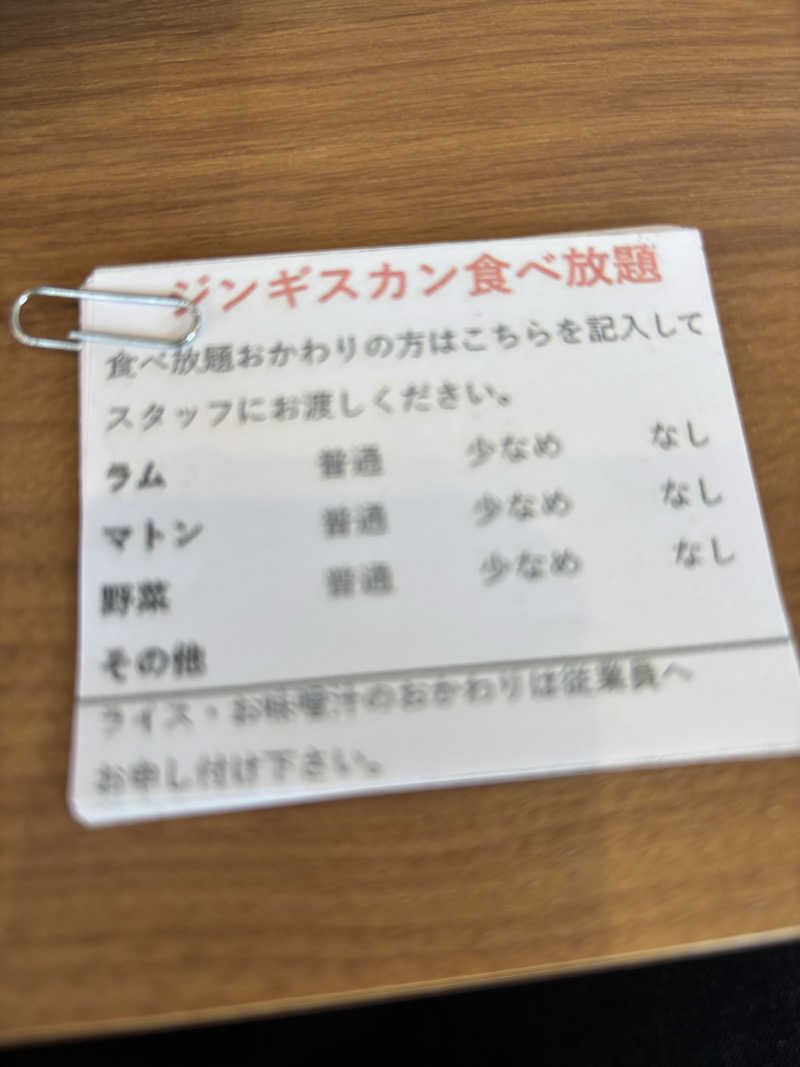 ジンギスカン食べ放題
食べ放題おかわりの方はこちらを記入して
スタッフにお渡しください。
ラム 普通 少なめ なし
マトン 普通 少なめ なし
野菜 普通 少なめ なし
その他
ライス・お味噌汁のおかわりは従業員へ
お申し付け下さい。